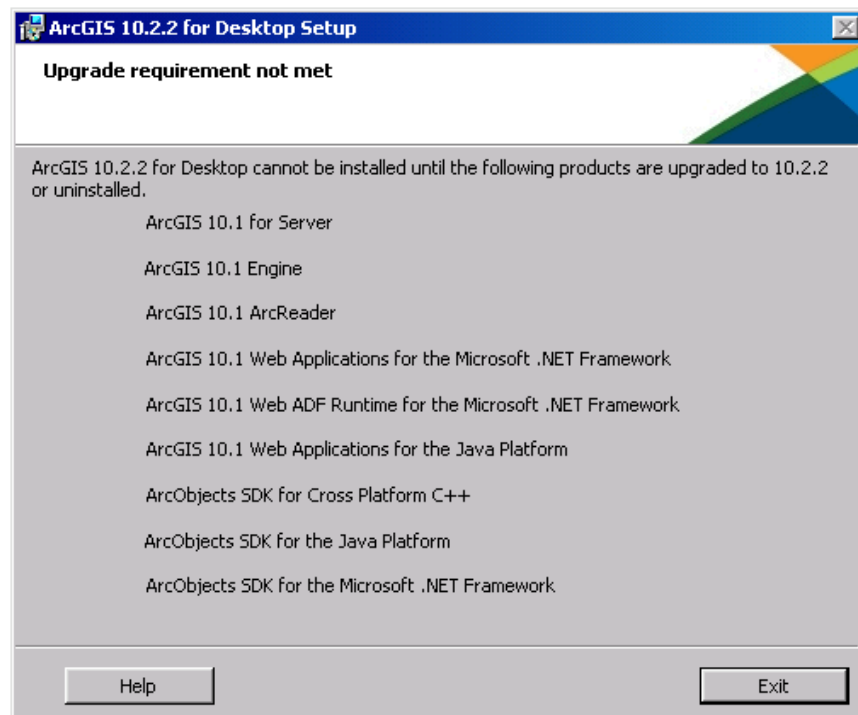 ArcGIS 10.2.2 for Desktop Setup
Upgrade requirement not met
ArcGIS 10.2.2 for Desktop cannot be installed until the following products are upgraded to 10.2.2
or uninstalled.
ArcGIS 10.1 for Server
ArcGIS 10.1 Engine
ArcGIS 10.1 ArcReader
ArcGIS 10.1 Web Applications for the Microsoft .NET Framework
ArcGIS 10.1 Web ADF Runtime for the Microsoft .NET Framework
ArcGIS 10.1 Web Applications for the Java Platform
ArcObjects SDK for Cross Platform C++
ArcObjects SDK for the Java Platform
ArcObjects SDK for the Microsoft .NET Framework
Help
Exit